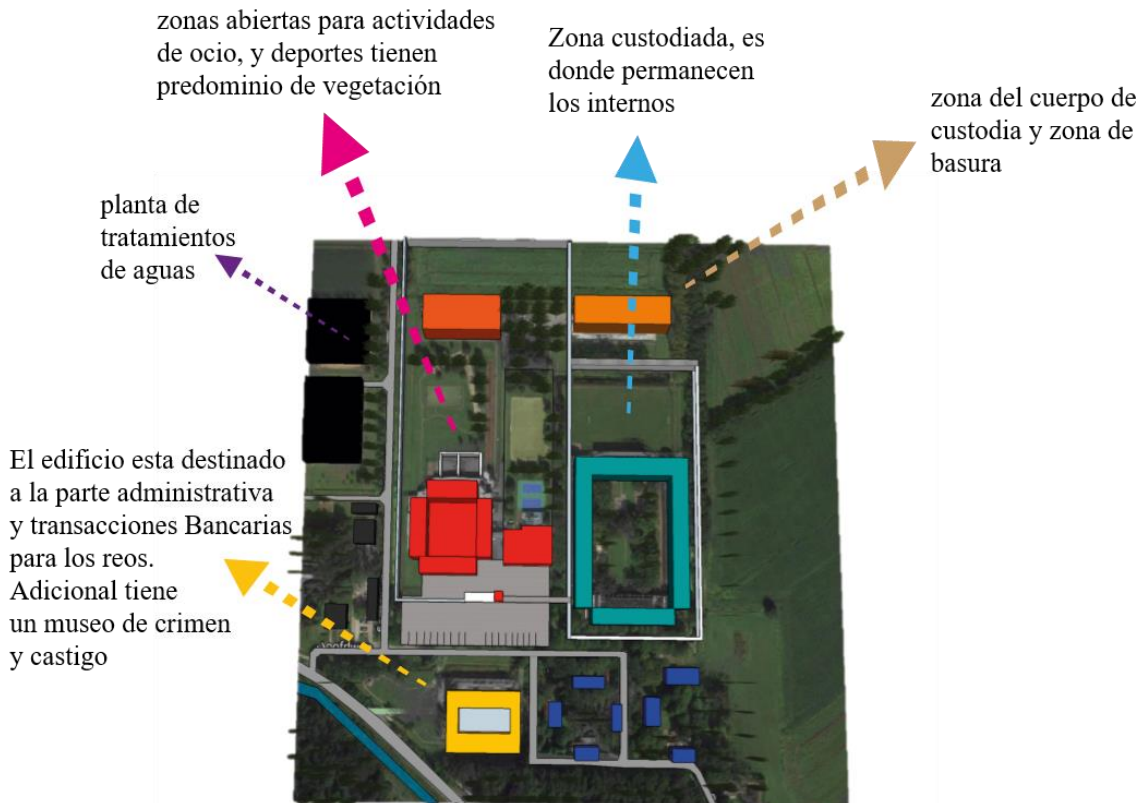 zonas abiertas para actividades
de ocio, y deportes tienen
predominio de vegetación
Zona custodiada, es
donde permanecen
los internos
zona del cuerpo de
custodia y zona de
basura
planta de
tratamientos
de aguas
El edificio esta destinado
a la parte administrativa
y transacciones Bancarias
para los reos.
Adicional tiene
un museo de crimen
y castigo